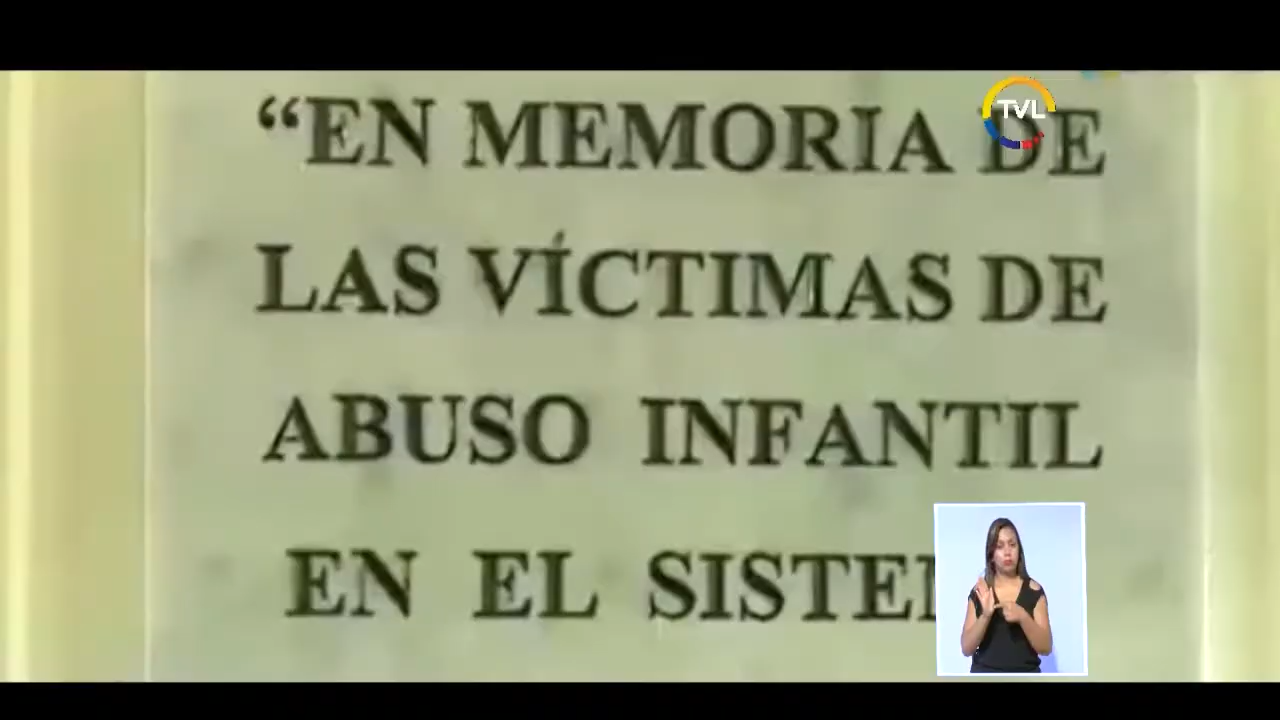 TVL
“EN MEMORIA DE
LAS VÍCTIMAS DE
ABUSO INFANTIL
EN EL